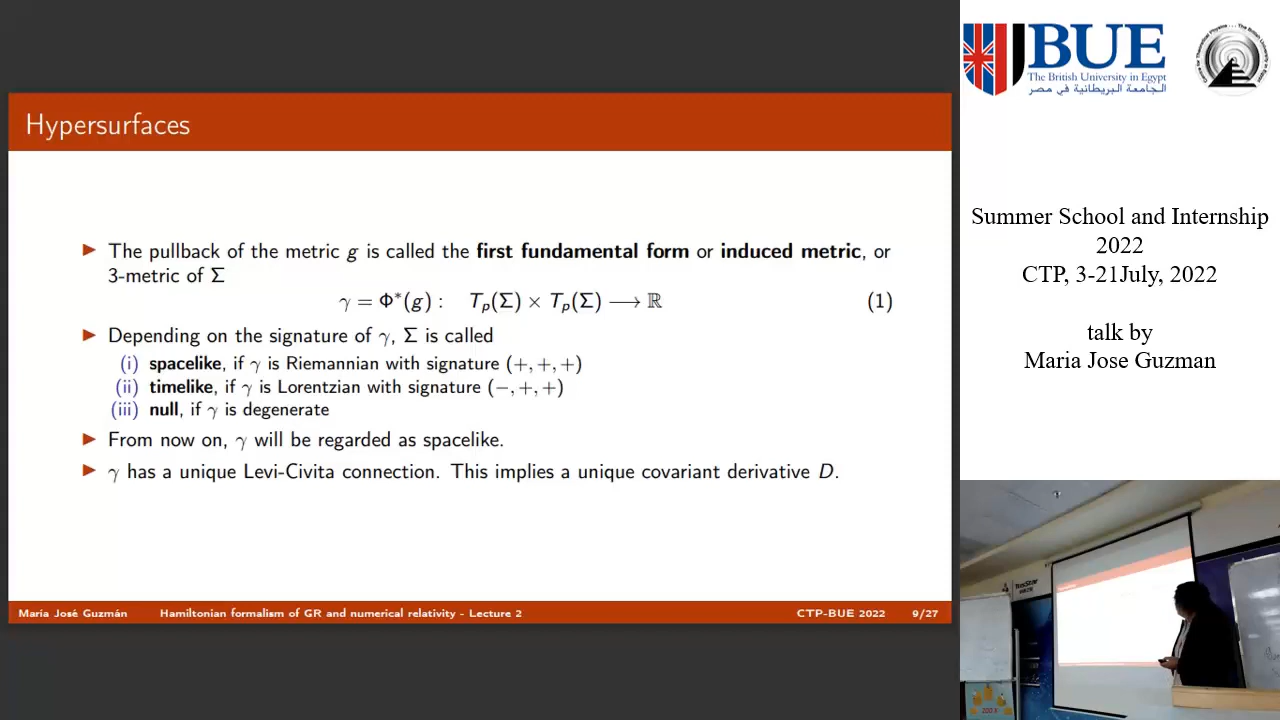 Hypersurfaces
▶ The pullback of the metric g is called the first fundamental form or induced metric, or
3-metric of Σ
γ = Φ*(g) : T_p(Σ) × T_p(Σ) ⟶ ℝ (1)
▶ Depending on the signature of γ, Σ is called
(i) spacelike, if γ is Riemannian with signature (+, +, +)
(ii) timelike, if γ is Lorentzian with signature (−, +, +)
(iii) null, if γ is degenerate
▶ From now on, γ will be regarded as spacelike.
▶ γ has a unique Levi-Civita connection. This implies a unique covariant derivative D.
María José Guzmán Hamiltonian formalism of GR and numerical relativity - Lecture 2 CTP-BUE 2022 9/27
BUE
The British University in Egypt
الجامعة البريطانية في مصر
Summer School and Internship
2022
CTP, 3-21July, 2022
talk by
Maria Jose Guzman